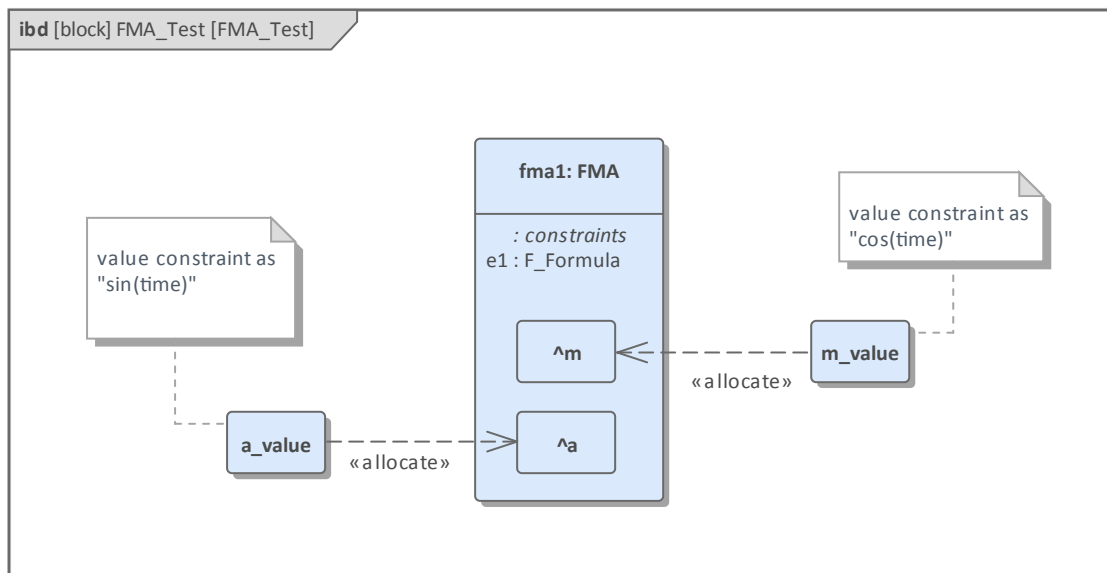 ibd [block] FMA_Test [FMA_Test]
fma1: FMA
: constraints
e1 : F_Formula
value constraint as
"sin(time)"
value constraint as
"cos(time)"
^m
m_value
«allocate»
a_value
^a
«allocate»